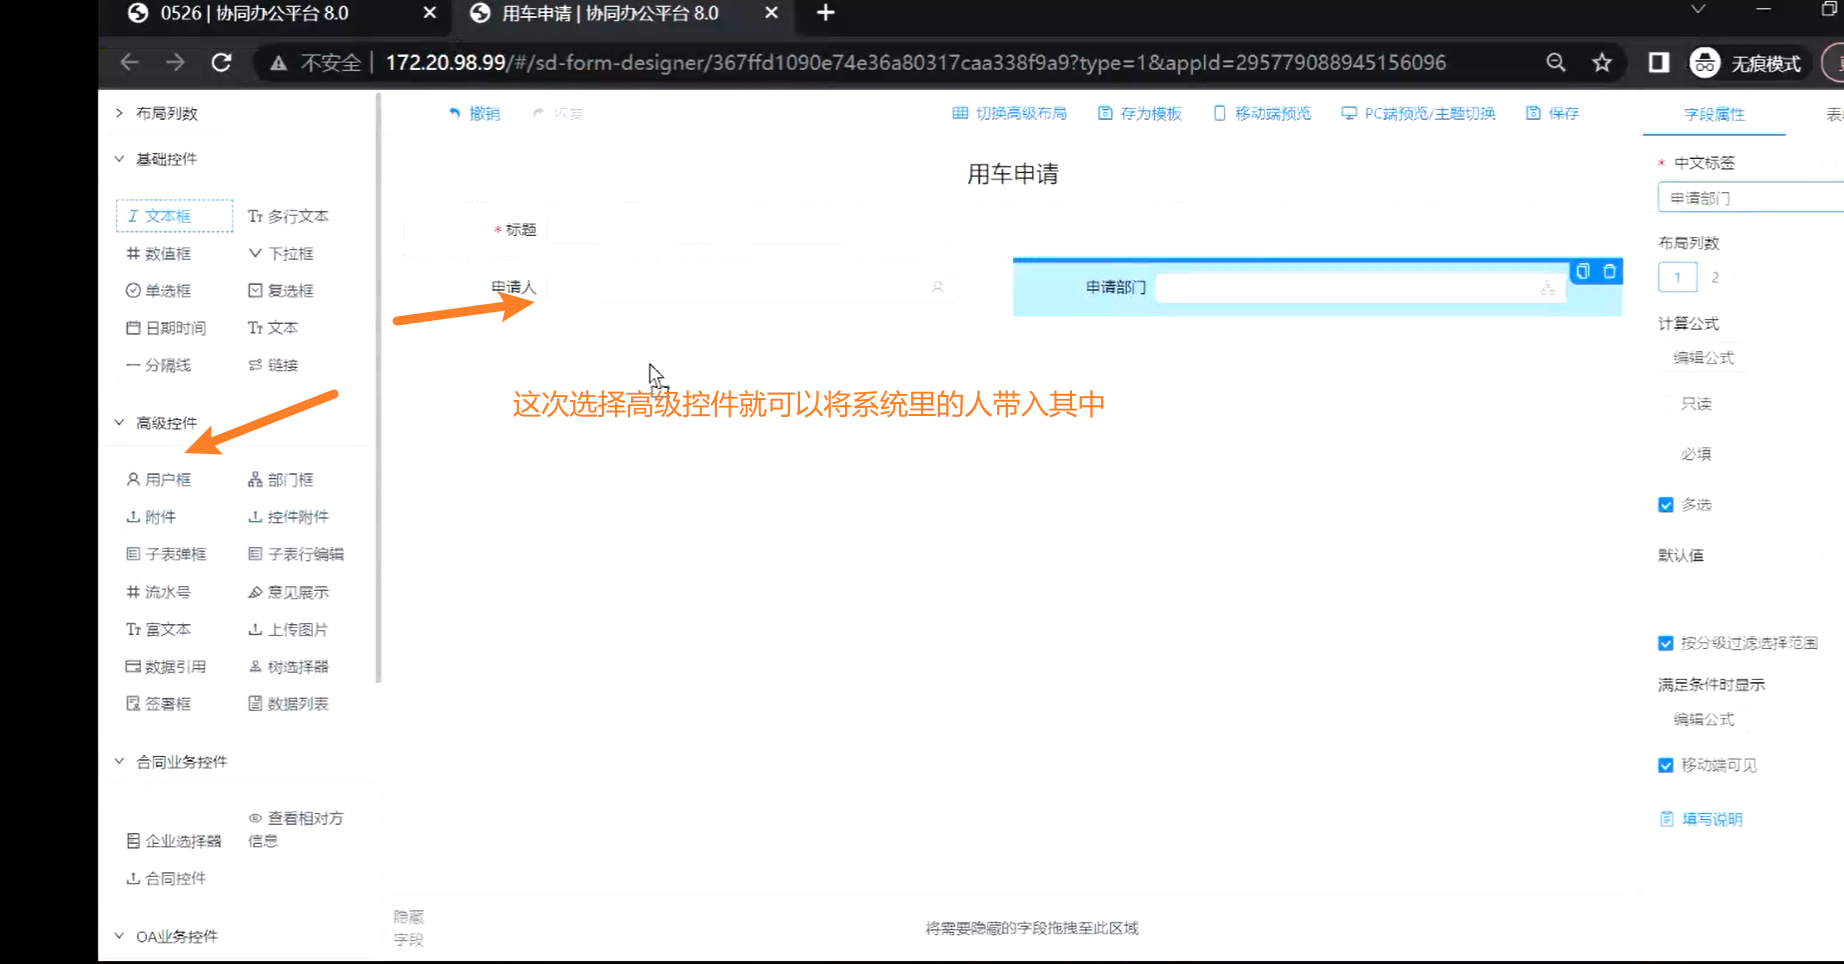 0526 | 协同办公平台 8.0
用车申请 | 协同办公平台 8.0
不安全
172.20.98.99/#/sd-form-designer/367ffd1090e74e36a80317caa338f9a9?type=1&appId=295779088945156096
无痕模式
布局列数
基础控件
文本框 多行文本
数值框 下拉框
单选框 复选框
日期时间 文本
分隔线 链接
高级控件
用户框 部门框
附件 控件附件
子表弹框 子表行编辑
流水号 意见展示
富文本 上传图片
数据引用 树选择器
签署框 数据列表
合同业务控件
企业选择器 查看相对方
信息
合同控件
OA业务控件
撤销 恢复 切换高级布局 存为模板 移动端预览 PC端预览/主题切换 保存
用车申请
* 标题
申请人
申请部门
这次选择高级控件就可以将系统里的人带入其中
隐藏
字段
将需要隐藏的字段拖拽至此区域
字段属性
* 中文标签
申请部门
布局列数
1 2
计算公式
编辑公式
只读
必填
多选
默认值
按分级过滤选择范围
满足条件时显示
编辑公式
移动端可见
填写说明